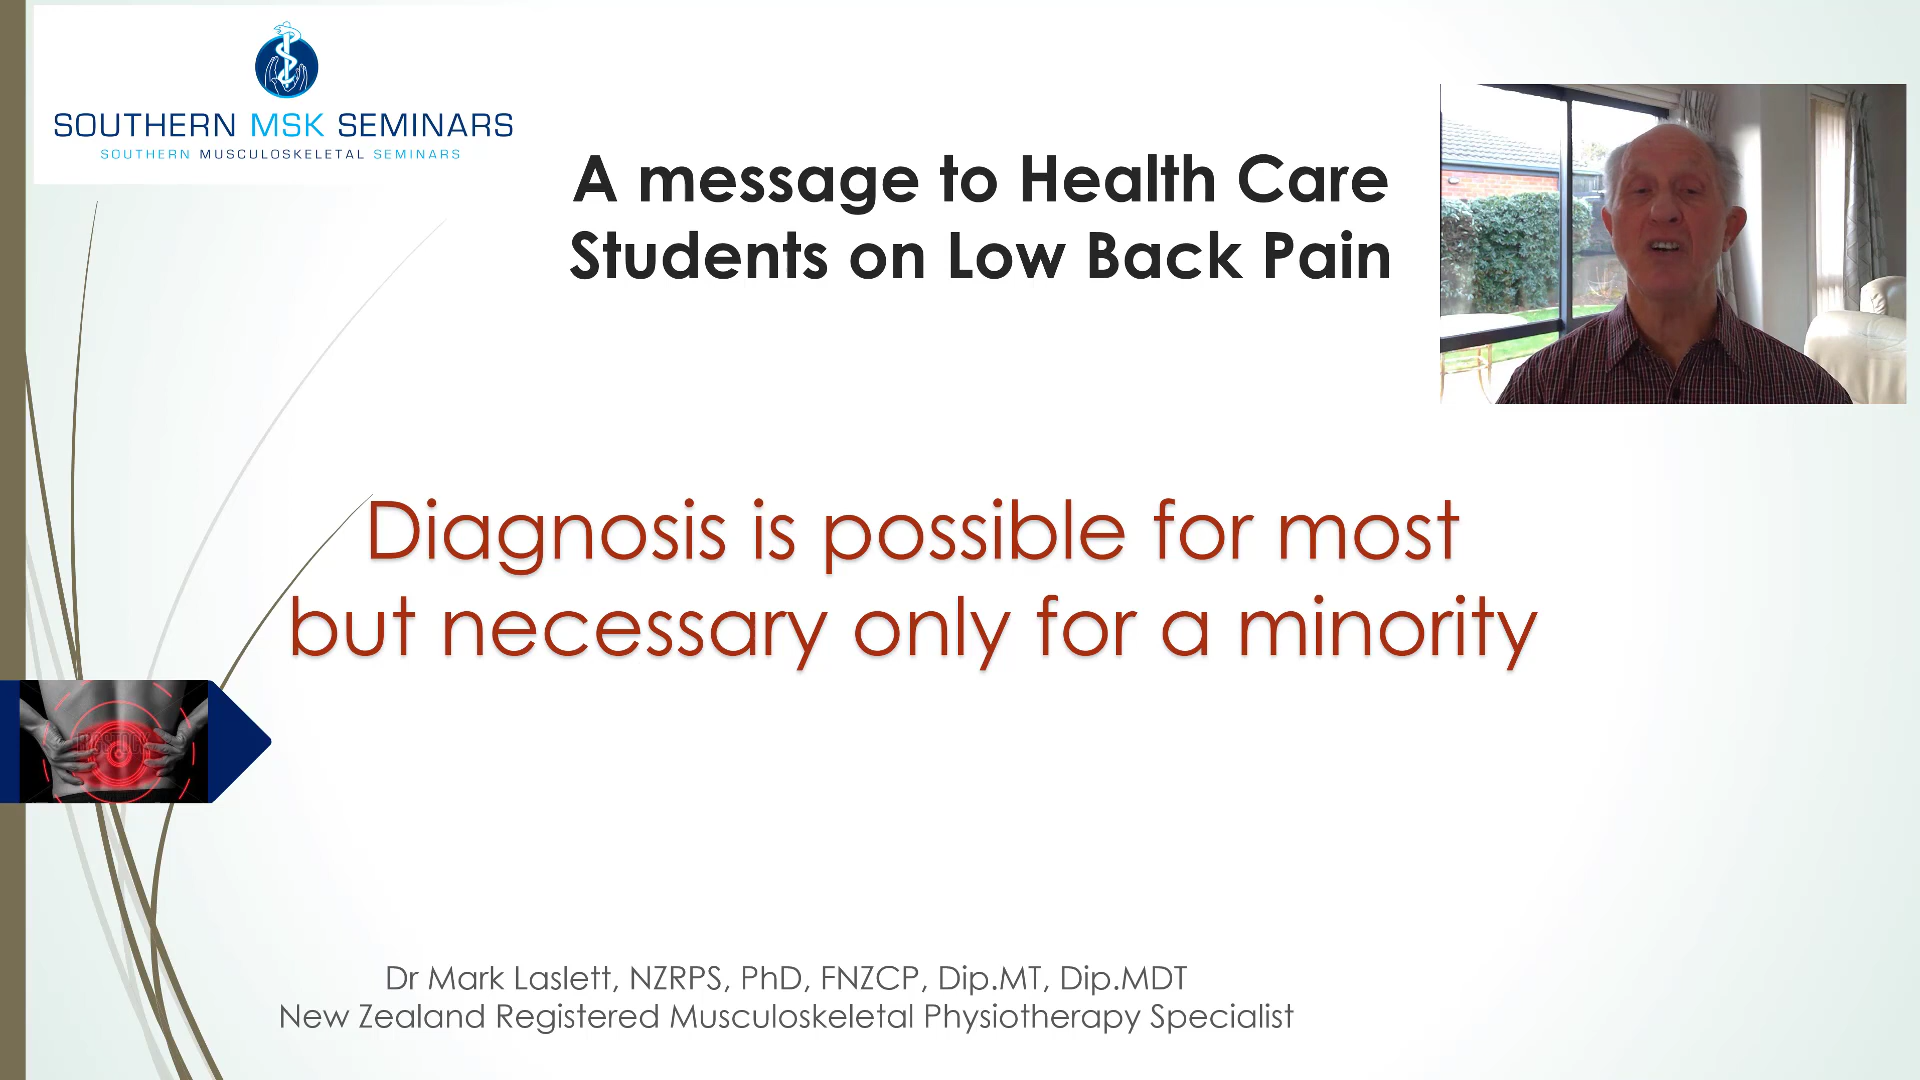 SOUTHERN MSK SEMINARS
SOUTHERN MUSCULOSKELETAL SEMINARS
A message to Health Care
Students on Low Back Pain
Diagnosis is possible for most
but necessary only for a minority
Dr Mark Laslett, NZRPS, PhD, FNZCP, Dip.MT, Dip.MDT
New Zealand Registered Musculoskeletal Physiotherapy Specialist